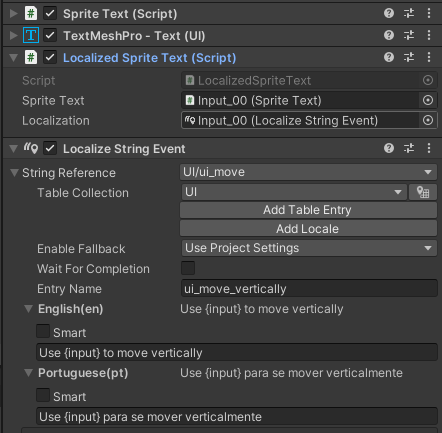 Sprite Text (Script)
TextMeshPro - Text (UI)
Localized Sprite Text (Script)
Script LocalizedSpriteText
Sprite Text Input_00 (Sprite Text)
Localization Input_00 (Localize String Event)
Localize String Event
String Reference UI/ui_move
Table Collection UI
Add Table Entry
Add Locale
Enable Fallback Use Project Settings
Wait For Completion
Entry Name ui_move_vertically
English(en) Use {input} to move vertically
Smart
Use {input} to move vertically
Portuguese(pt) Use {input} para se mover verticalmente
Smart
Use {input} para se mover verticalmente